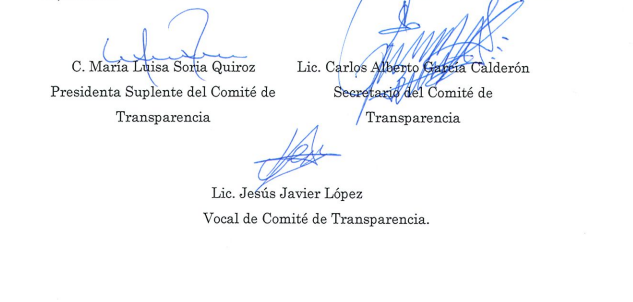 C. María Luisa Soria Quiroz
Presidenta Suplente del Comité de
Transparencia
Lic. Carlos Alberto García Calderón
Secretario del Comité de
Transparencia
Lic. Jesús Javier López
Vocal de Comité de Transparencia.